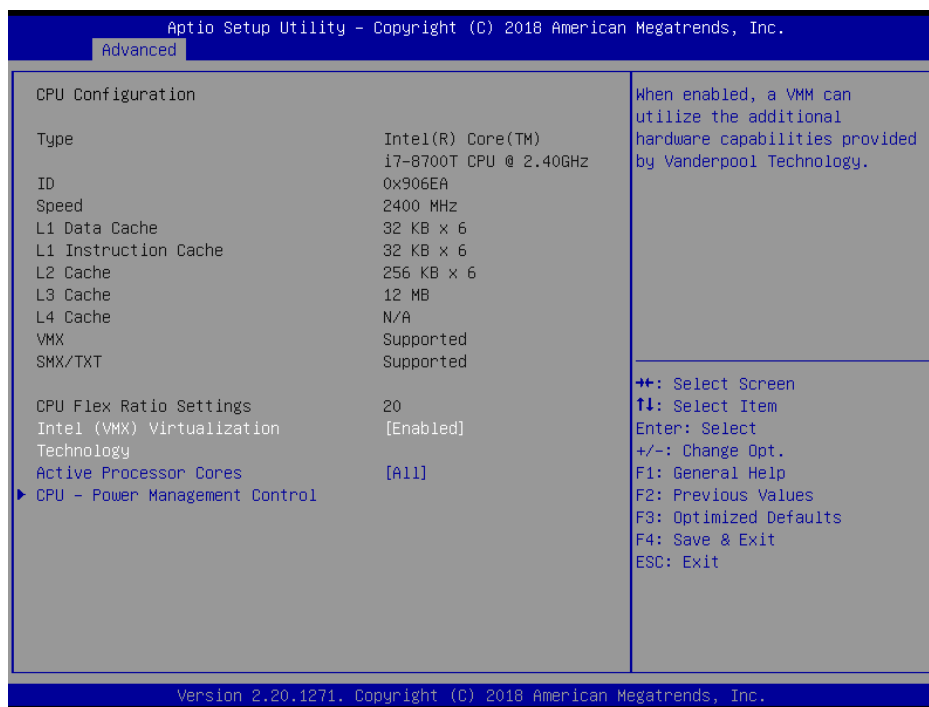 Aptio Setup Utility – Copyright (C) 2018 American Megatrends, Inc.
Advanced
CPU Configuration
Type Intel(R) Core(TM)
i7-8700T CPU @ 2.40GHz
ID 0x906EA
Speed 2400 MHz
L1 Data Cache 32 KB x 6
L1 Instruction Cache 32 KB x 6
L2 Cache 256 KB x 6
L3 Cache 12 MB
L4 Cache N/A
VMX Supported
SMX/TXT Supported
CPU Flex Ratio Settings 20
Intel (VMX) Virtualization [Enabled]
Technology
Active Processor Cores [All]
CPU – Power Management Control
When enabled, a VMM can
utilize the additional
hardware capabilities provided
by Vanderpool Technology.
→←: Select Screen
↑↓: Select Item
Enter: Select
+/-: Change Opt.
F1: General Help
F2: Previous Values
F3: Optimized Defaults
F4: Save & Exit
ESC: Exit
Version 2.20.1271. Copyright (C) 2018 American Megatrends, Inc.